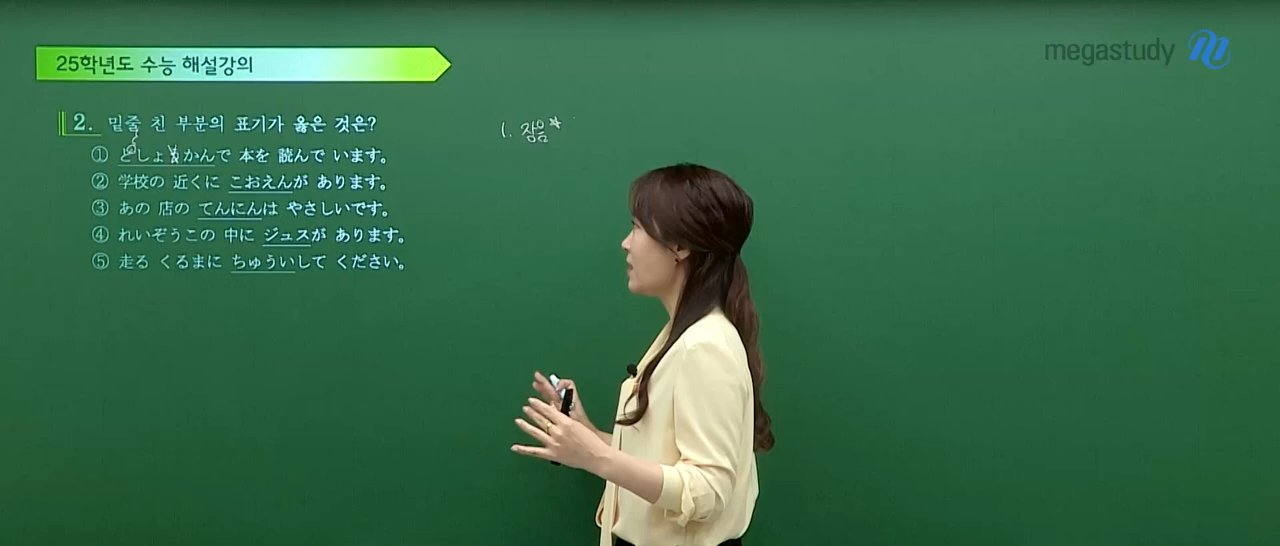 25학년도 수능 해설강의
megastudy
2. 밑줄 친 부분의 표기가 옳은 것은?
1. 장음
① どしょかんで 本を 読んで います。
② 学校の 近くに こおえんが あります。
③ あの 店の てんにんは やさしいです。
④ れいぞうこの 中に ジュスが あります。
⑤ 走る くるまに ちゅういして ください。